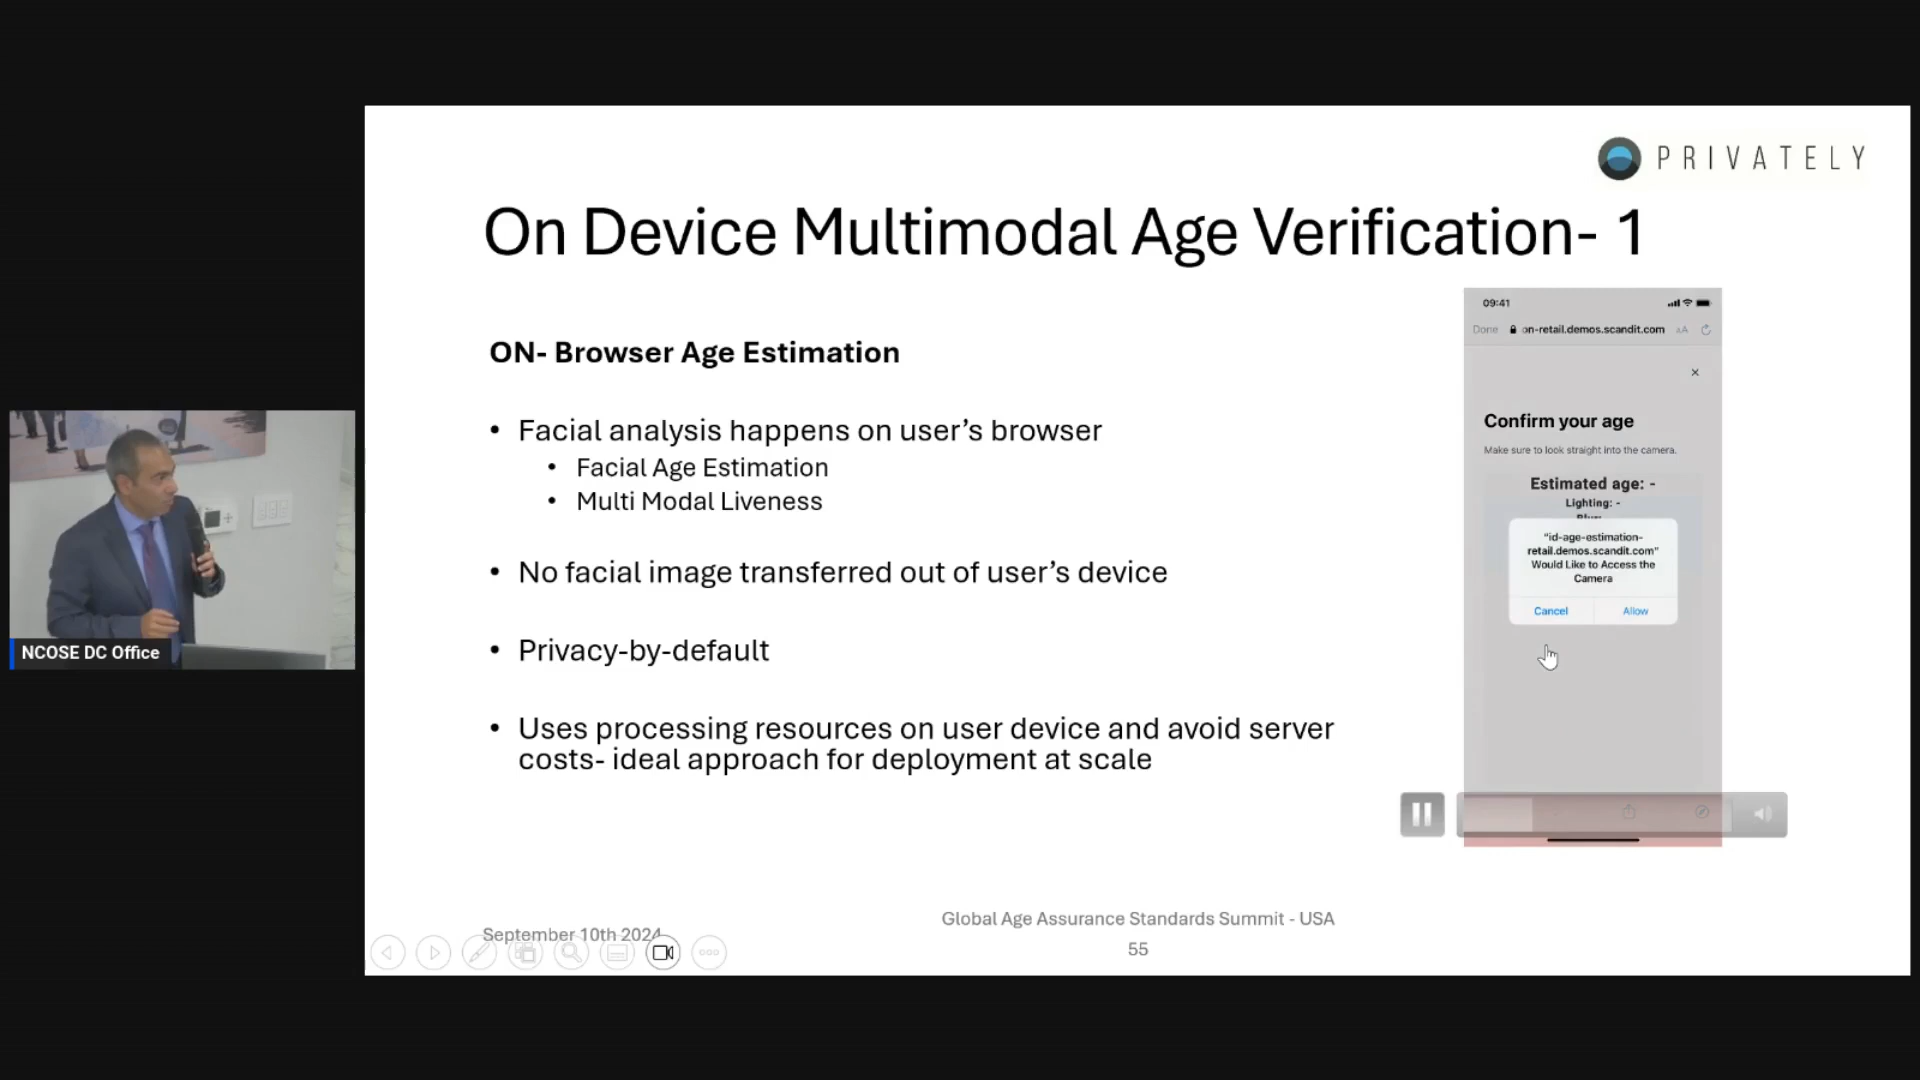 PRIVATELY
On Device Multimodal Age Verification- 1
ON- Browser Age Estimation
• Facial analysis happens on user’s browser
• Facial Age Estimation
• Multi Modal Liveness
• No facial image transferred out of user’s device
• Privacy-by-default
• Uses processing resources on user device and avoid server
costs- ideal approach for deployment at scale
09:41
Done
on-retail.demos.scandit.com
AA
Confirm your age
Make sure to look straight into the camera.
Estimated age: -
Lighting: -
“id-age-estimation-
retail.demos.scandit.com”
Would Like to Access the
Camera
Cancel
Allow
NCOSE DC Office
September 10th 2024
Global Age Assurance Standards Summit - USA
55